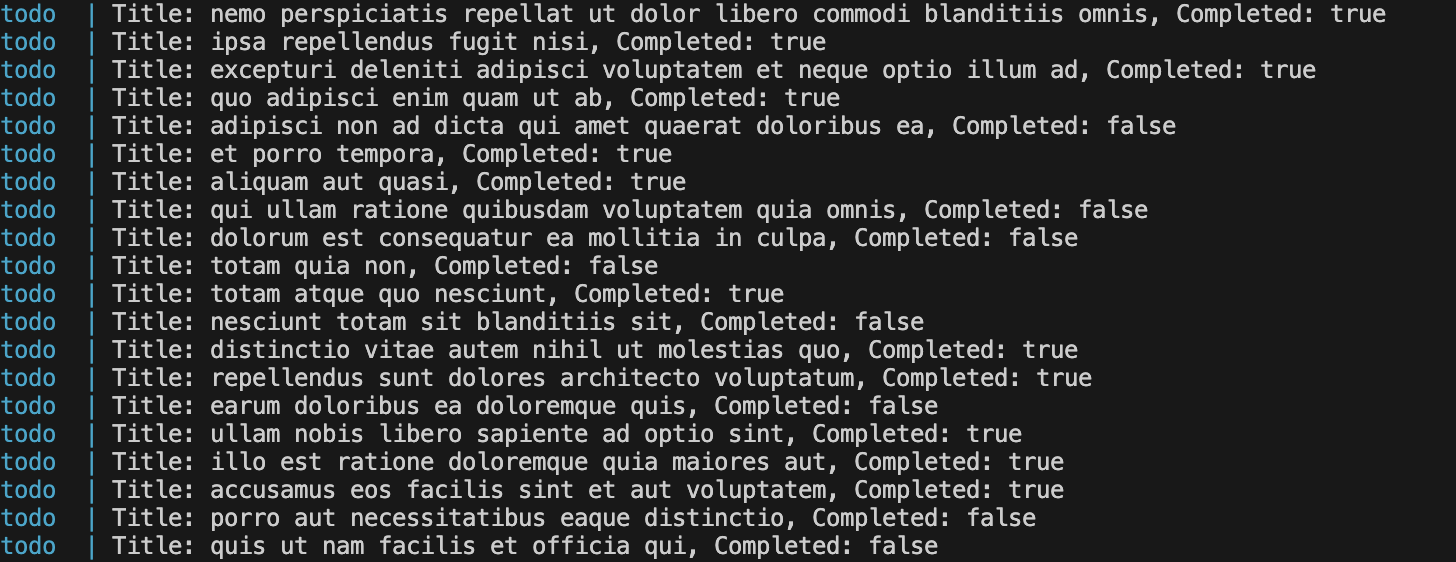 todo  | Title: nemo perspiciatis repellat ut dolor libero commodi blanditiis omnis, Completed: true
todo  | Title: ipsa repellendus fugit nisi, Completed: true
todo  | Title: excepturi deleniti adipisci voluptatem et neque optio illum ad, Completed: true
todo  | Title: quo adipisci enim quam ut ab, Completed: true
todo  | Title: adipisci non ad dicta qui amet quaerat doloribus ea, Completed: false
todo  | Title: et porro tempora, Completed: true
todo  | Title: aliquam aut quasi, Completed: true
todo  | Title: qui ullam ratione quibusdam voluptatem quia omnis, Completed: false
todo  | Title: dolorum est consequatur ea mollitia in culpa, Completed: false
todo  | Title: totam quia non, Completed: false
todo  | Title: totam atque quo nesciunt, Completed: true
todo  | Title: nesciunt totam sit blanditiis sit, Completed: false
todo  | Title: distinctio vitae autem nihil ut molestias quo, Completed: true
todo  | Title: repellendus sunt dolores architecto voluptatum, Completed: true
todo  | Title: earum doloribus ea doloremque quis, Completed: false
todo  | Title: ullam nobis libero sapiente ad optio sint, Completed: true
todo  | Title: illo est ratione doloremque quia maiores aut, Completed: true
todo  | Title: accusamus eos facilis sint et aut voluptatem, Completed: true
todo  | Title: porro aut necessitatibus eaque distinctio, Completed: false
todo  | Title: quis ut nam facilis et officia qui, Completed: false